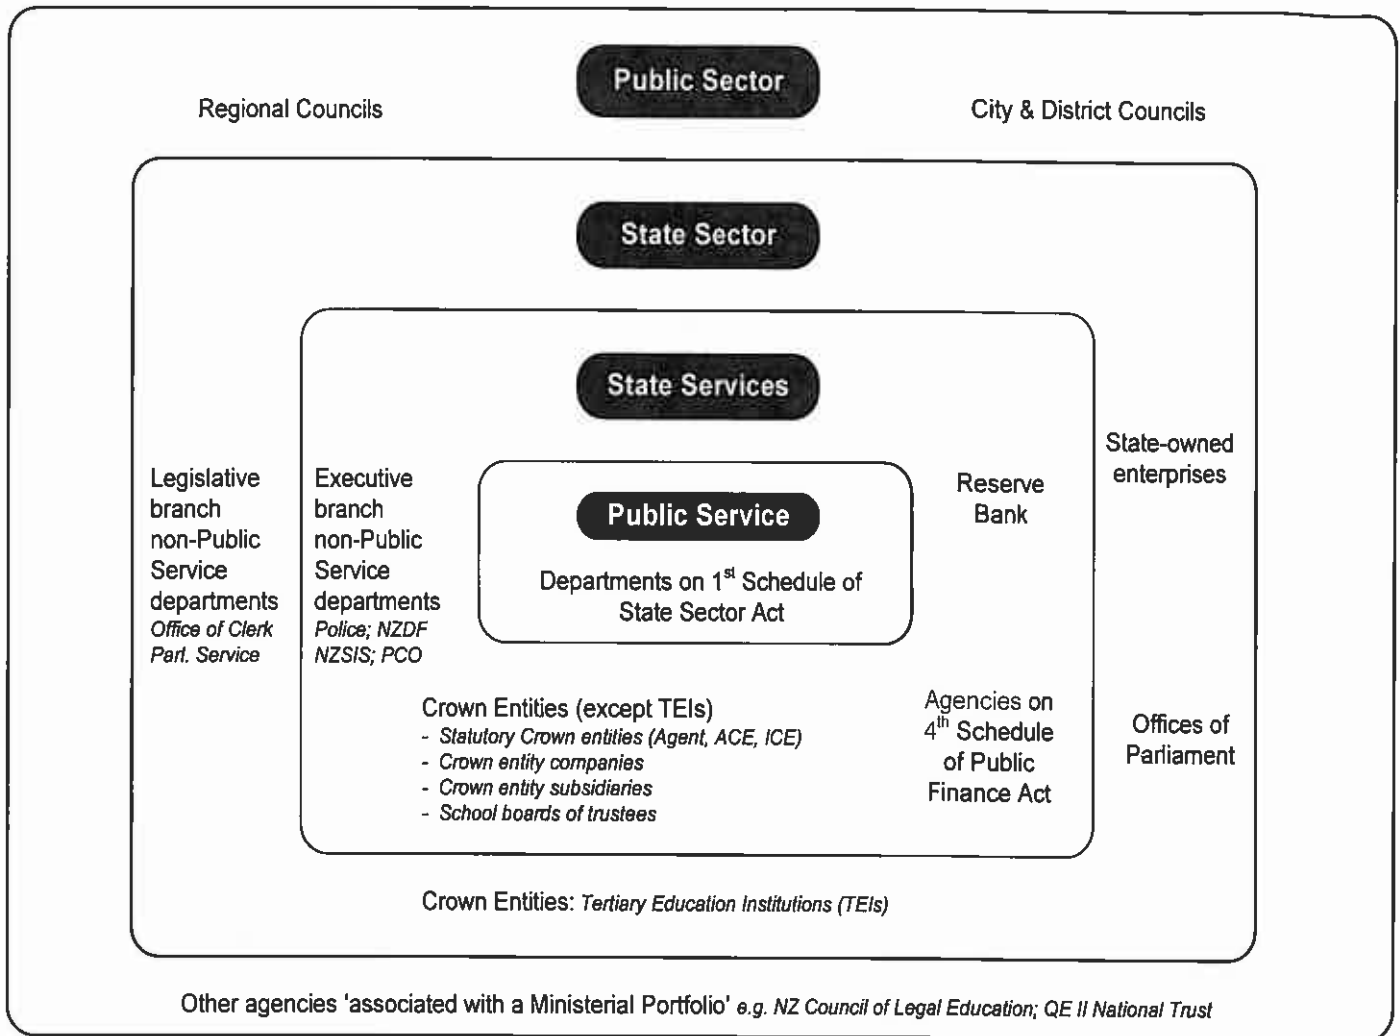 Public Sector
Regional Councils
City & District Councils
State Sector
State Services
Legislative
branch
non-Public
Service
departments
Office of Clerk
Parl. Service
Executive
branch
non-Public
Service
departments
Police; NZDF
NZSIS; PCO
Public Service
Departments on 1st Schedule of
State Sector Act
Reserve
Bank
State-owned
enterprises
Crown Entities (except TEIs)
- Statutory Crown entities (Agent, ACE, ICE)
- Crown entity companies
- Crown entity subsidiaries
- School boards of trustees
Agencies on
4th Schedule
of Public
Finance Act
Offices of
Parliament
Crown Entities: Tertiary Education Institutions (TEIs)
Other agencies 'associated with a Ministerial Portfolio' e.g. NZ Council of Legal Education; QE II National Trust